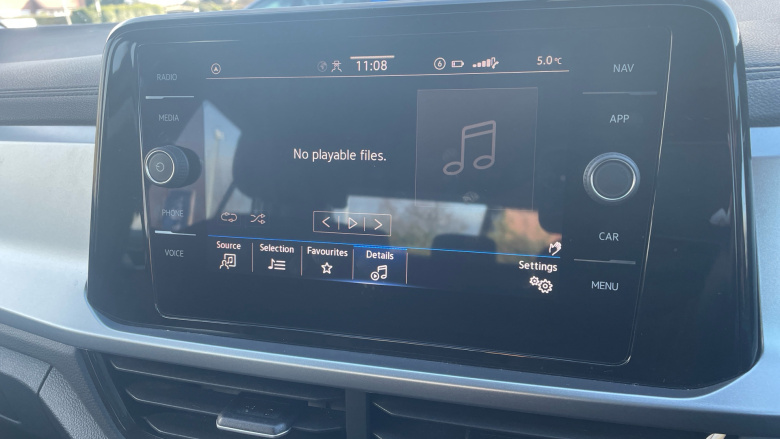 RADIO
MEDIA
PHONE
VOICE
11:08
6
5.0°C
No playable files.
Source
Selection
Favourites
Details
Settings
NAV
APP
CAR
MENU